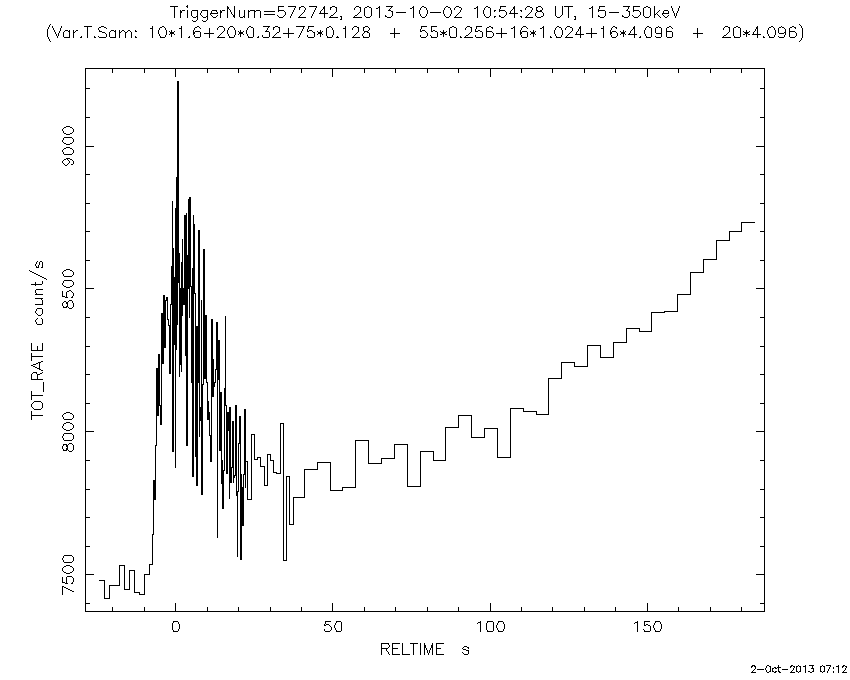 TriggerNum=572742, 2013-10-02 10:54:28 UT, 15-350keV
(Var.T.Sam: 10*1.6+20*0.32+75*0.128 + 55*0.256+16*1.024+16*4.096 + 20*4.096)
9000
8500
8000
7500
TOT_RATE count/s
0 50 100 150
RELTIME s
2-Oct-2013 07:12